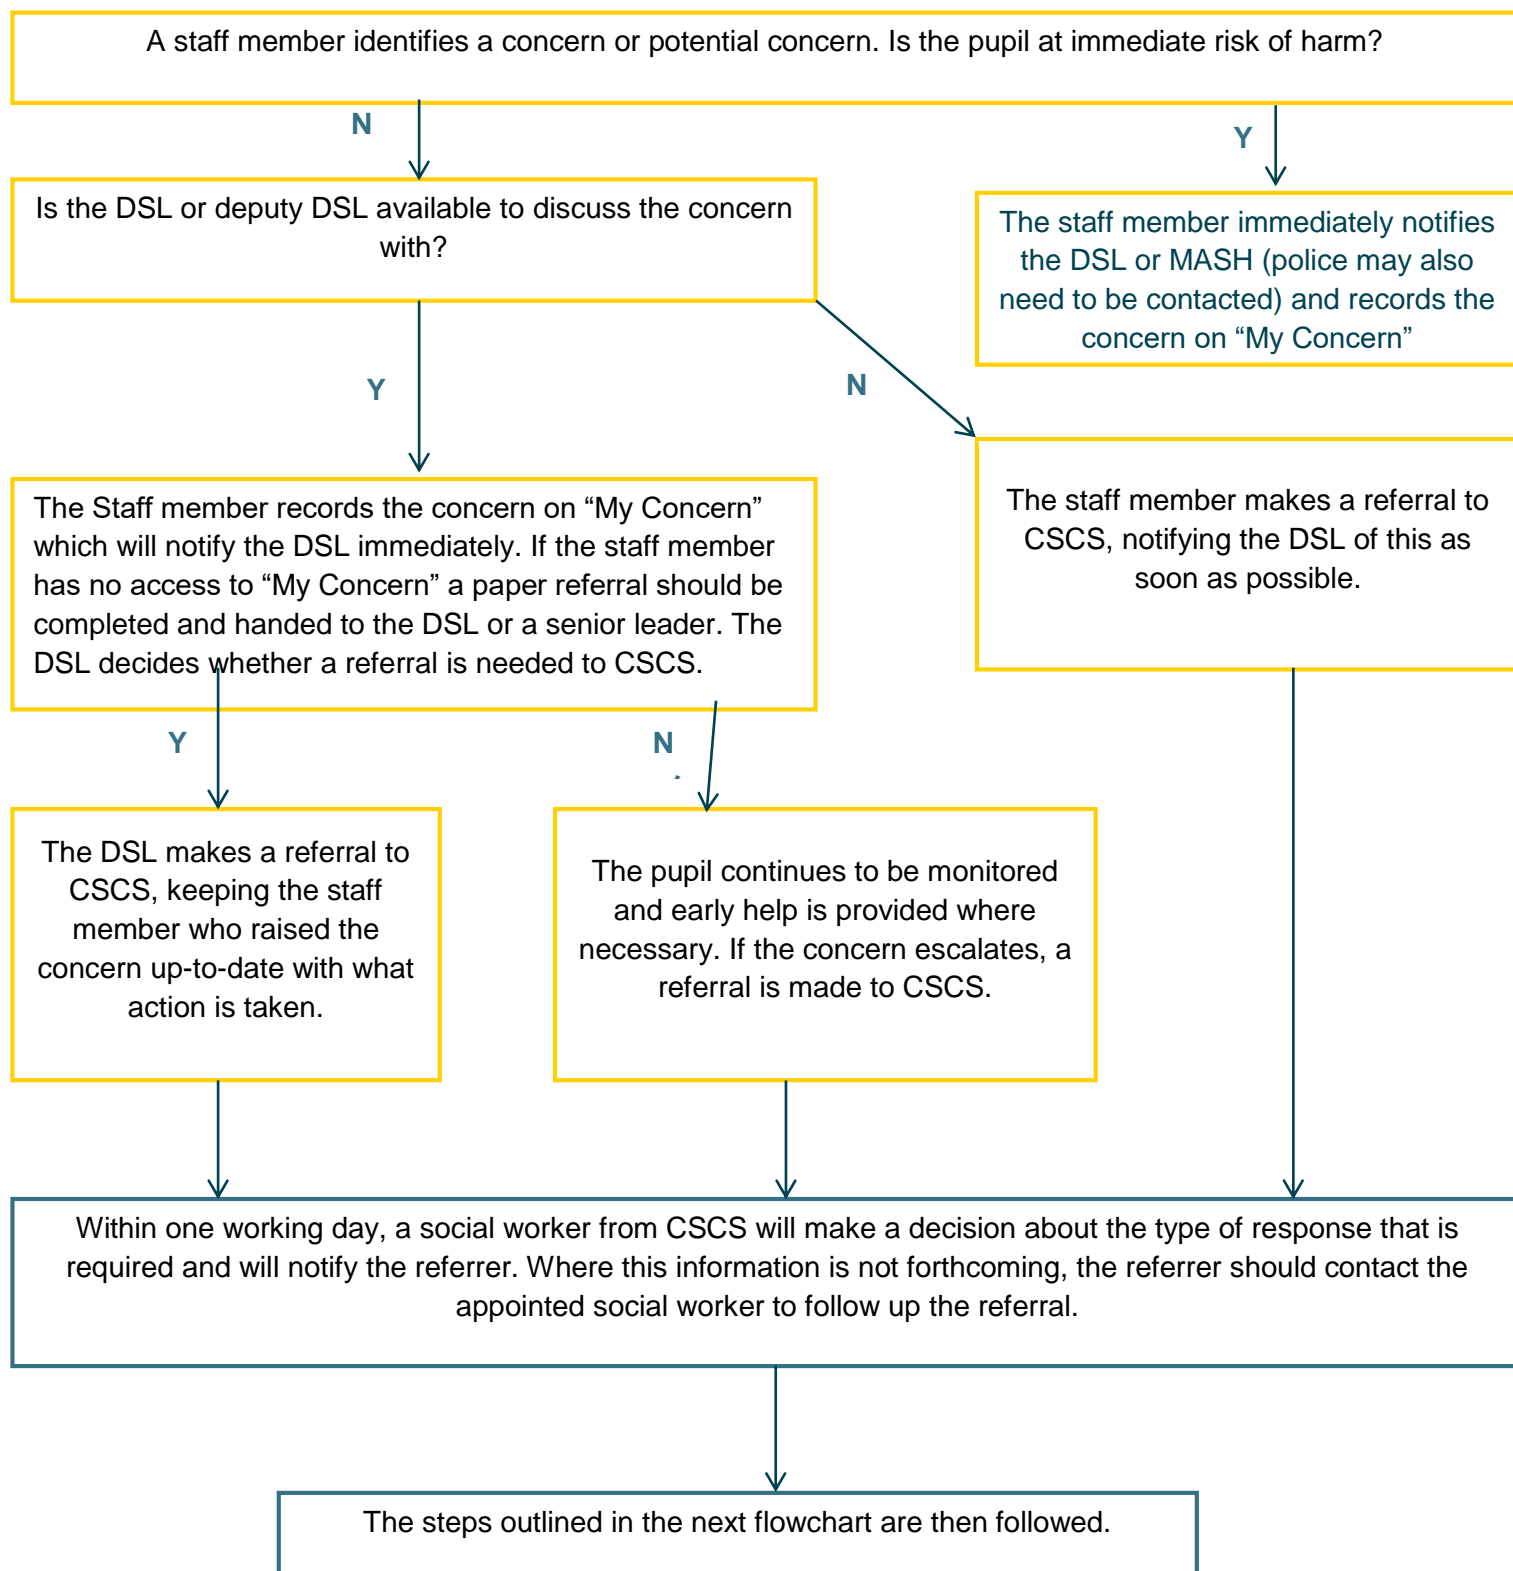 A staff member identifies a concern or potential concern. Is the pupil at immediate risk of harm?
N
Y
Is the DSL or deputy DSL available to discuss the concern
with?
The staff member immediately notifies
the DSL or MASH (police may also
need to be contacted) and records the
concern on “My Concern”
Y
N
The Staff member records the concern on “My Concern”
which will notify the DSL immediately. If the staff member
has no access to “My Concern” a paper referral should be
completed and handed to the DSL or a senior leader. The
DSL decides whether a referral is needed to CSCS.
The staff member makes a referral to
CSCS, notifying the DSL of this as
soon as possible.
Y
N
The DSL makes a referral to
CSCS, keeping the staff
member who raised the
concern up-to-date with what
action is taken.
The pupil continues to be monitored
and early help is provided where
necessary. If the concern escalates, a
referral is made to CSCS.
Within one working day, a social worker from CSCS will make a decision about the type of response that is
required and will notify the referrer. Where this information is not forthcoming, the referrer should contact the
appointed social worker to follow up the referral.
The steps outlined in the next flowchart are then followed.